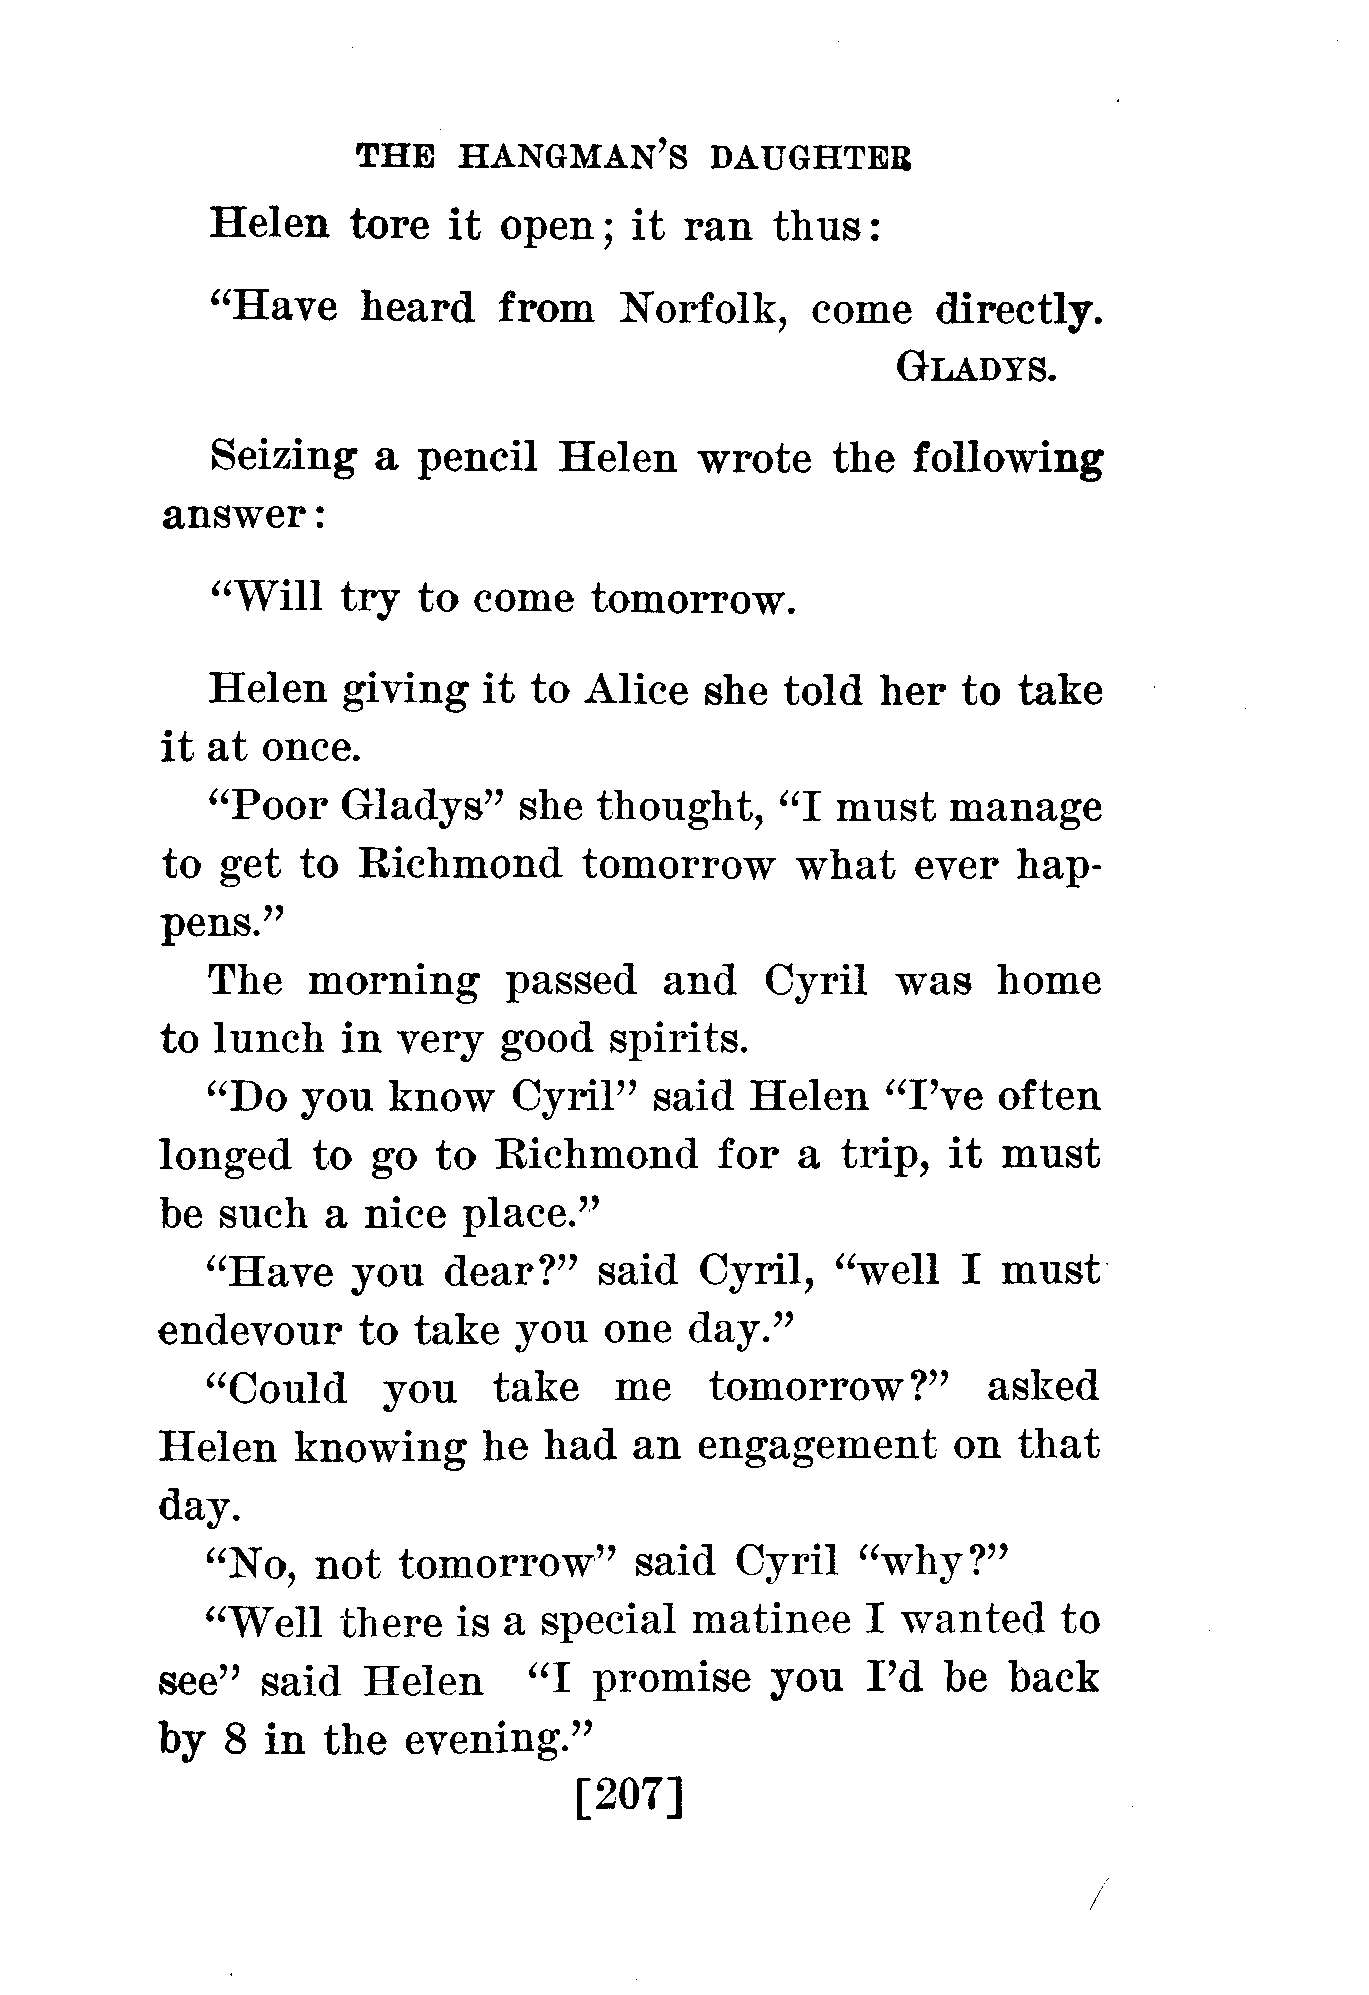 THE HANGMAN'S DAUGHTER
Helen tore it open; it ran thus:
"Have heard from Norfolk, come directly.
GLADYS.
Seizing a pencil Helen wrote the following
answer:
"Will try to come tomorrow.
Helen giving it to Alice she told her to take
it at once.
"Poor Gladys" she thought, "I must manage
to get to Richmond tomorrow what ever hap-
pens."
The morning passed and Cyril was home
to lunch in very good spirits.
"Do you know Cyril" said Helen "I've often
longed to go to Richmond for a trip, it must
be such a nice place."
"Have you dear?" said Cyril, "well I must
endevour to take you one day."
"Could you take me tomorrow?" asked
Helen knowing he had an engagement on that
day.
"No, not tomorrow" said Cyril "why?"
"Well there is a special matinee I wanted to
see" said Helen "I promise you I'd be back
by 8 in the evening."
[207]